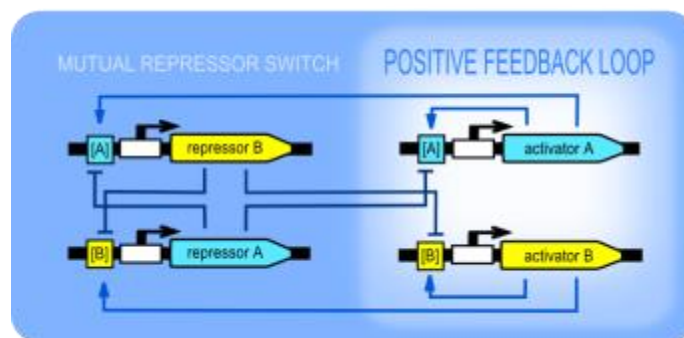 MUTUAL REPRESSOR SWITCH
POSITIVE FEEDBACK LOOP
[A]
repressor B
[A]
activator A
[B]
repressor A
[B]
activator B